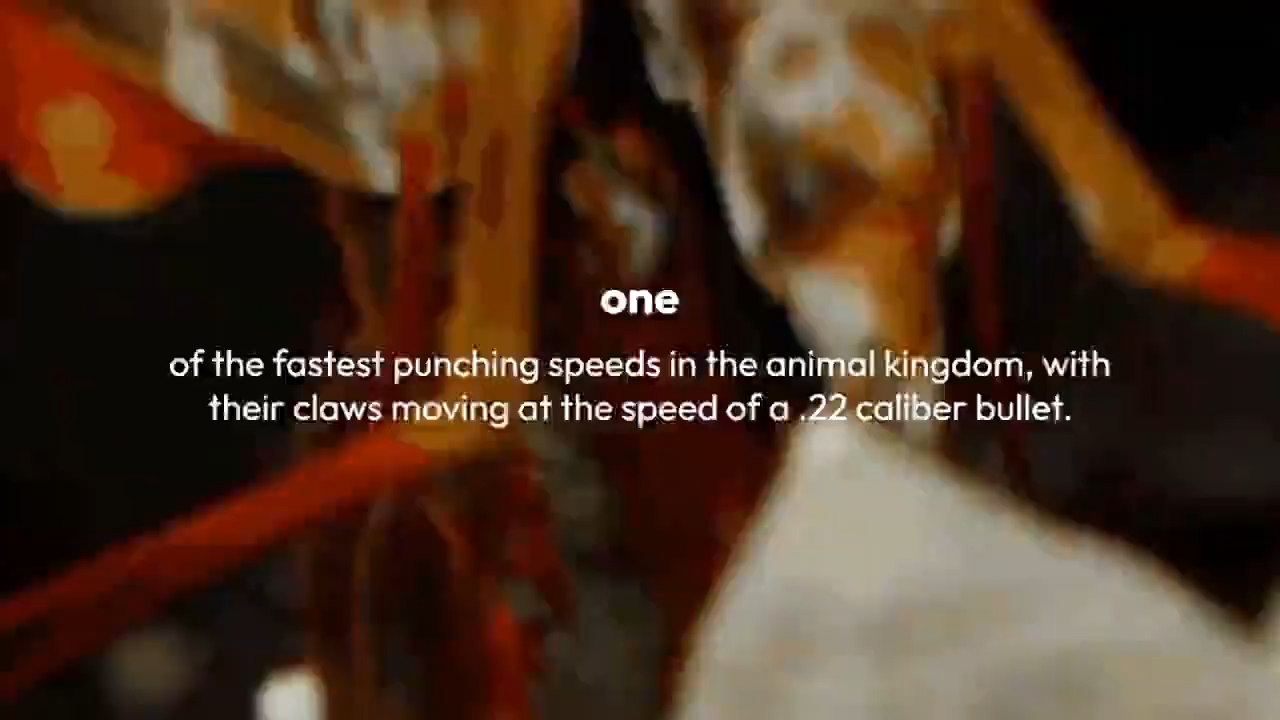 one
of the fastest punching speeds in the animal kingdom, with
their claws moving at the speed of a .22 caliber bullet.